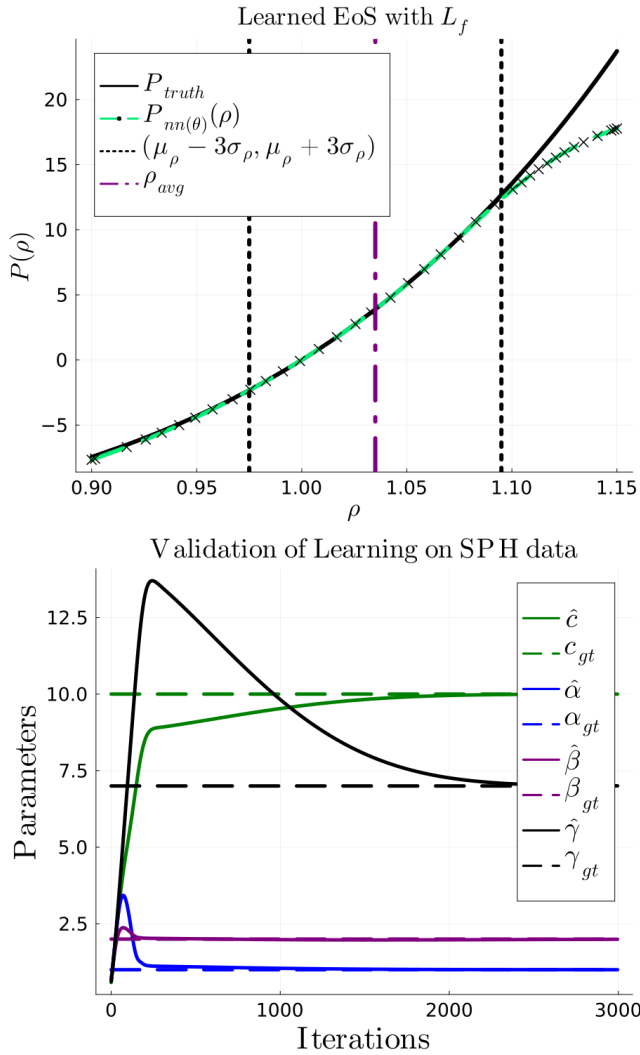 Learned EoS with L_f
P_truth
P_nn(θ)(ρ)
(μ_ρ − 3σ_ρ, μ_ρ + 3σ_ρ)
ρ_avg
P(ρ)
20
15
10
5
0
−5
0.90 0.95 1.00 1.05 1.10 1.15
ρ
Validation of Learning on SPH data
ĉ
c_gt
α̂
α_gt
β̂
β_gt
γ̂
γ_gt
Parameters
12.5
10.0
7.5
5.0
2.5
0 1000 2000 3000
Iterations